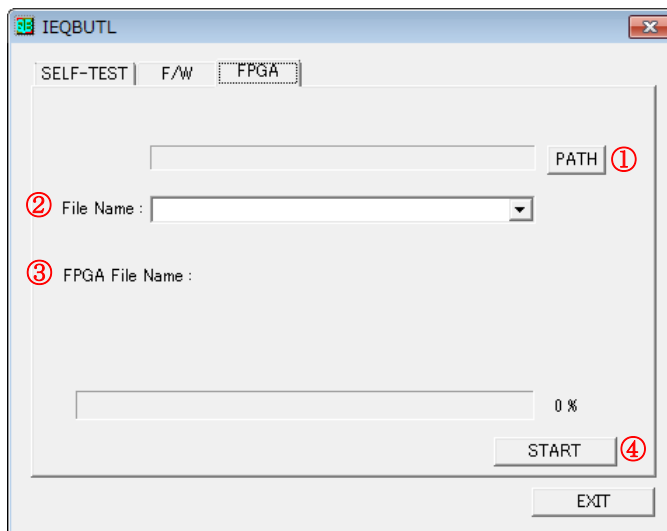 IEQBUTL
SELF-TEST F/W FPGA
PATH ①
② File Name :
③ FPGA File Name :
0 %
START ④
EXIT